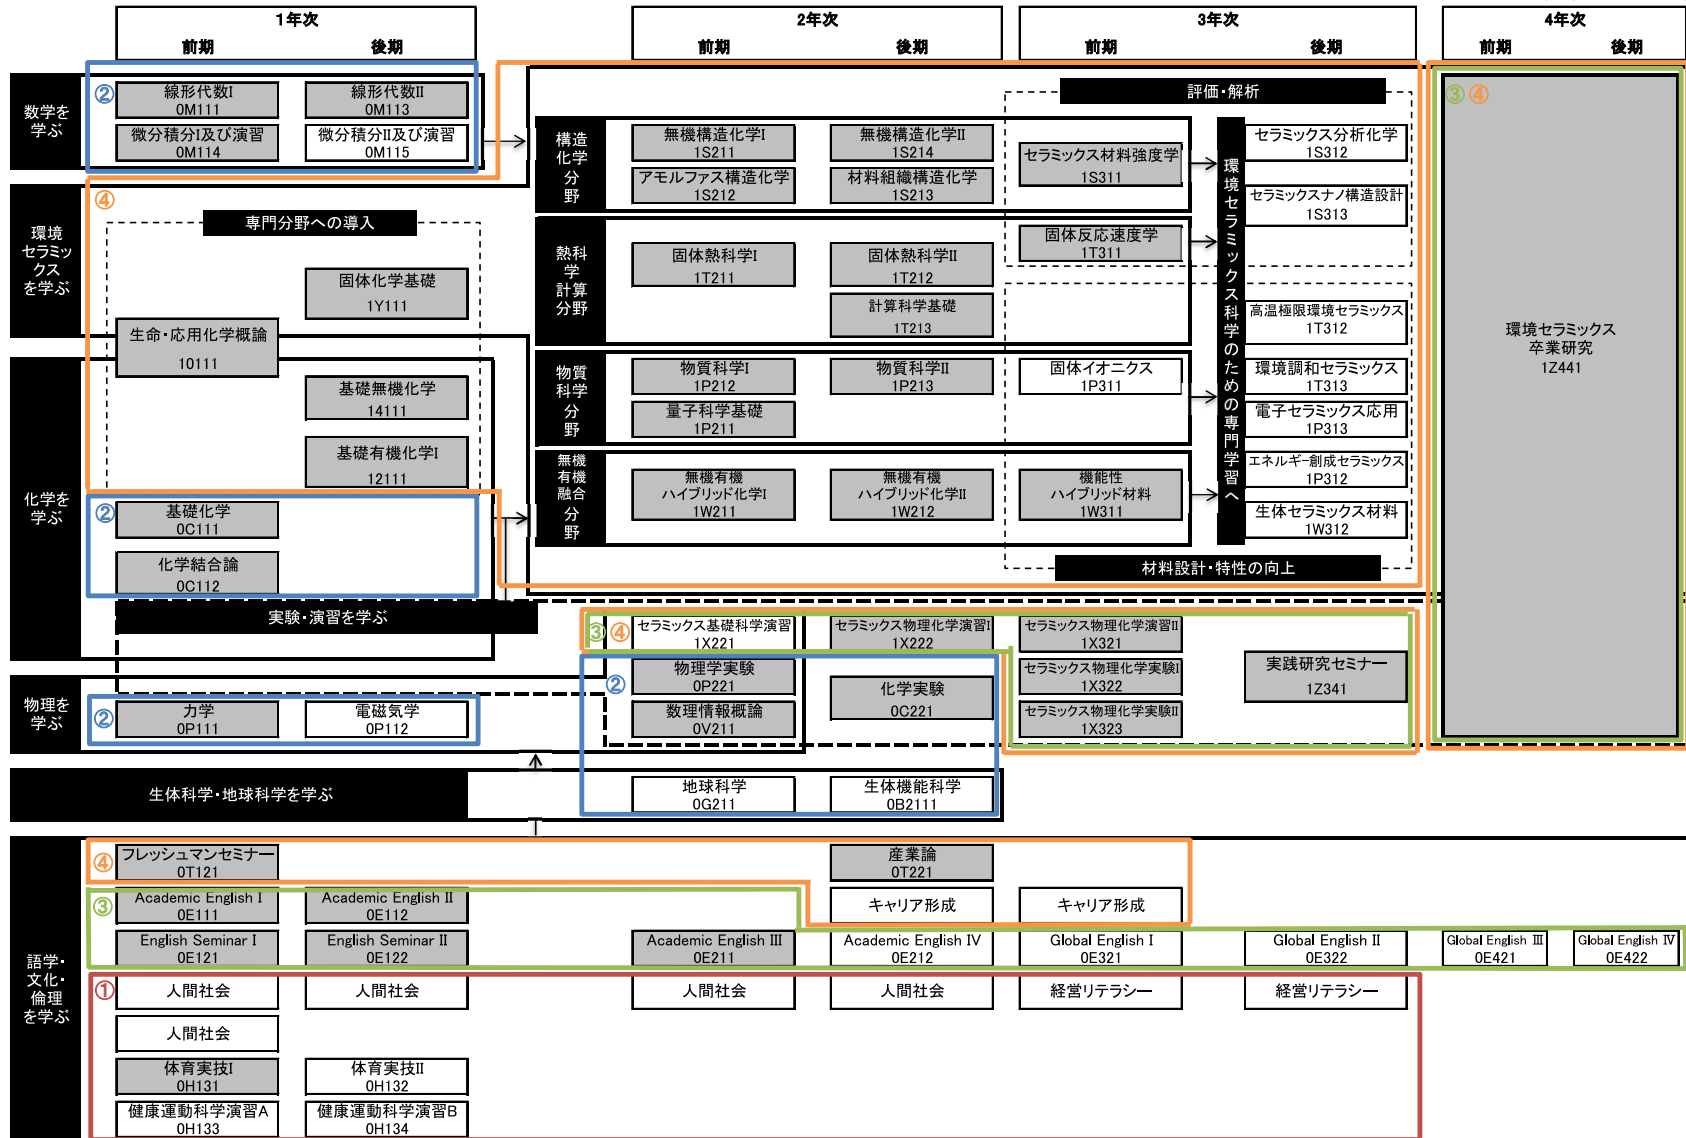 1年次
2年次
3年次
4年次
前期
後期
前期
後期
前期
後期
前期
後期
数学を
学ぶ
②
線形代数I
0M111
線形代数II
0M113
微分積分I及び演習
0M114
微分積分II及び演習
0M115
環境
セラミッ
クス
を学ぶ
④
専門分野への導入
固体化学基礎
1Y111
生命・応用化学概論
10111
基礎無機化学
14111
基礎有機化学I
12111
化学を
学ぶ
②
基礎化学
0C111
化学結合論
0C112
構造
化学
分
野
無機構造化学I
1S211
無機構造化学II
1S214
アモルファス構造化学
1S212
材料組織構造化学
1S213
評価・解析
セラミックス材料強度学
1S311
セラミックス分析化学
1S312
セラミックスナノ構造設計
1S313
熱科
学
計算
分野
固体熱科学I
1T211
固体熱科学II
1T212
計算科学基礎
1T213
固体反応速度学
1T311
環境セラミックス科学のための専門学習へ
高温極限環境セラミックス
1T312
物質
科学
分
野
物質科学I
1P212
物質科学II
1P213
量子科学基礎
1P211
固体イオニクス
1P311
環境調和セラミックス
1T313
電子セラミックス応用
1P313
無機
有機
融合
分
野
無機有機
ハイブリッド化学I
1W211
無機有機
ハイブリッド化学II
1W212
機能性
ハイブリッド材料
1W311
エネルギー創成セラミックス
1P312
生体セラミックス材料
1W312
材料設計・特性の向上
③④
環境セラミックス
卒業研究
1Z441
実験・演習を学ぶ
③④
セラミックス基礎科学演習
1X221
セラミックス物理化学演習I
1X222
セラミックス物理化学演習II
1X321
②
物理学実験
0P221
化学実験
0C221
セラミックス物理化学実験I
1X322
実践研究セミナー
1Z341
数理情報概論
0V211
セラミックス物理化学実験II
1X323
物理を
学ぶ
②
力学
0P111
電磁気学
0P112
生体科学・地球科学を学ぶ
地球科学
0G211
生体機能科学
0B2111
語学・
文化・
倫理
を学ぶ
④
フレッシュマンセミナー
0T121
産業論
0T221
キャリア形成
キャリア形成
③
Academic English I
0E111
Academic English II
0E112
English Seminar I
0E121
English Seminar II
0E122
Academic English III
0E211
Academic English IV
0E212
Global English I
0E321
Global English II
0E322
Global English Ⅲ
0E421
Global English Ⅳ
0E422
①
人間社会
人間社会
人間社会
人間社会
経営リテラシー
経営リテラシー
人間社会
体育実技I
0H131
体育実技II
0H132
健康運動科学演習A
0H133
健康運動科学演習B
0H134